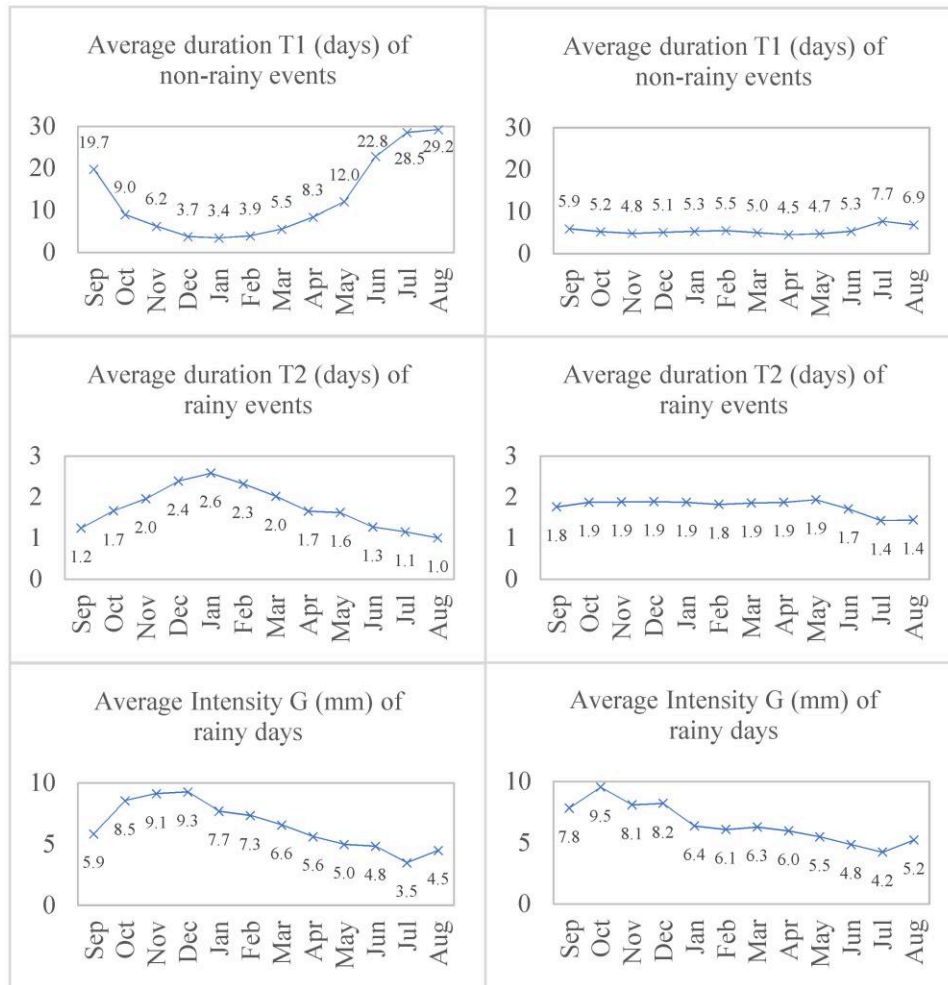 Average duration T1 (days) of
non-rainy events
30
20
10
0
19.7
9.0
6.2
3.7
3.4
3.9
5.5
8.3
12.0
22.8
28.5
29.2
Sep
Oct
Nov
Dec
Jan
Feb
Mar
Apr
May
Jun
Jul
Aug
Average duration T1 (days) of
non-rainy events
30
20
10
0
5.9
5.2
4.8
5.1
5.3
5.5
5.0
4.5
4.7
5.3
7.7
6.9
Sep
Oct
Nov
Dec
Jan
Feb
Mar
Apr
May
Jun
Jul
Aug
Average duration T2 (days) of
rainy events
3
2
1
0
1.2
1.7
2.0
2.4
2.6
2.3
2.0
1.7
1.6
1.3
1.1
1.0
Sep
Oct
Nov
Dec
Jan
Feb
Mar
Apr
May
Jun
Jul
Aug
Average duration T2 (days) of
rainy events
3
2
1
0
1.8
1.9
1.9
1.9
1.9
1.8
1.9
1.9
1.9
1.7
1.4
1.4
Sep
Oct
Nov
Dec
Jan
Feb
Mar
Apr
May
Jun
Jul
Aug
Average Intensity G (mm) of
rainy days
10
5
0
5.9
8.5
9.1
9.3
7.7
7.3
6.6
5.6
5.0
4.8
3.5
4.5
Sep
Oct
Nov
Dec
Jan
Feb
Mar
Apr
May
Jun
Jul
Aug
Average Intensity G (mm) of
rainy days
10
5
0
7.8
9.5
8.1
8.2
6.4
6.1
6.3
6.0
5.5
4.8
4.2
5.2
Sep
Oct
Nov
Dec
Jan
Feb
Mar
Apr
May
Jun
Jul
Aug